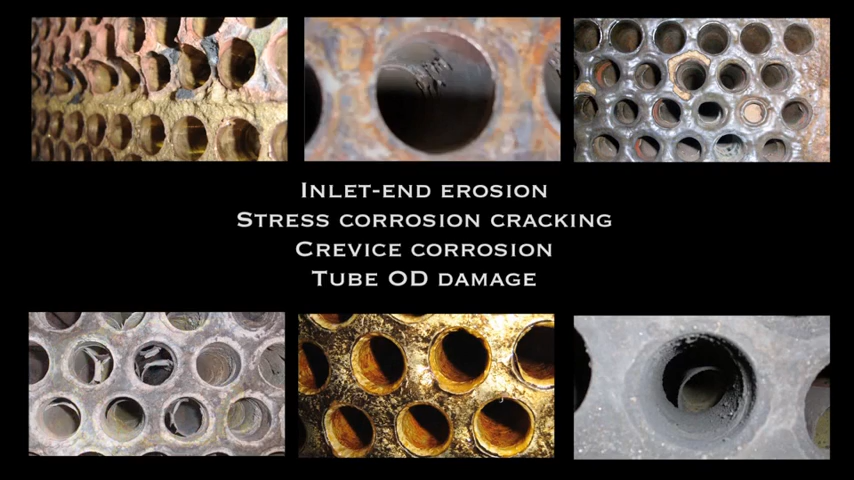 Inlet-end erosion
Stress corrosion cracking
Crevice corrosion
Tube OD damage